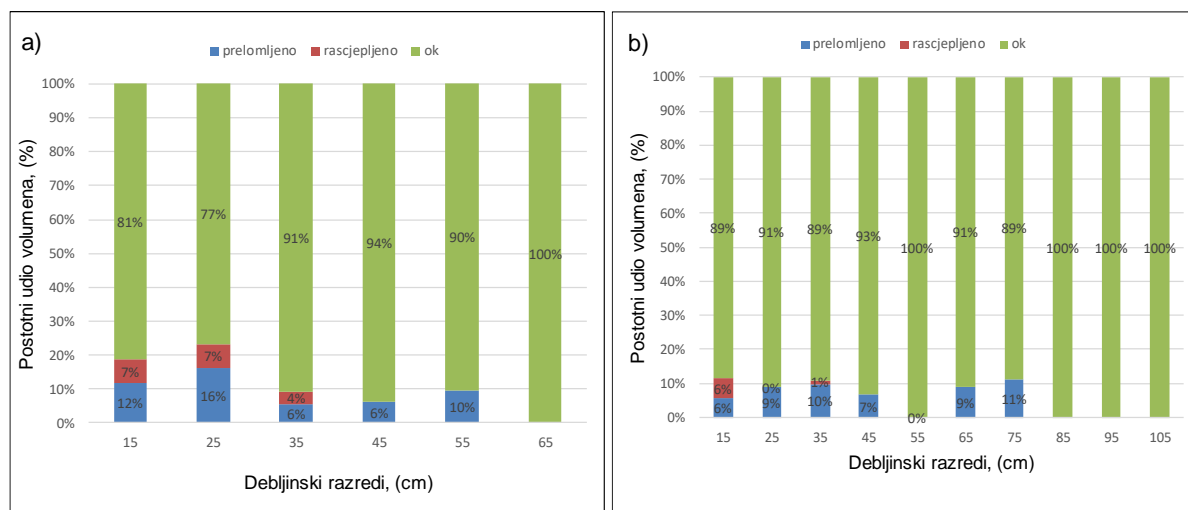 a)
prelomljeno rascjepljeno ok
100%
90%
80%
70%
60%
50%
40%
30%
20%
10%
0%
Postotni udio volumena, (%)
81% 77% 91% 94% 90% 100%
7% 7% 4%
12% 16% 6% 6% 10%
15 25 35 45 55 65
Debljinski razredi, (cm)
b)
prelomljeno rascjepljeno ok
100%
90%
80%
70%
60%
50%
40%
30%
20%
10%
0%
Postotni udio volumena, (%)
89% 91% 89% 93% 100% 91% 89% 100% 100% 100%
6% 0% 1%
6% 9% 10% 7% 0% 9% 11%
15 25 35 45 55 65 75 85 95 105
Debljinski razredi, (cm)